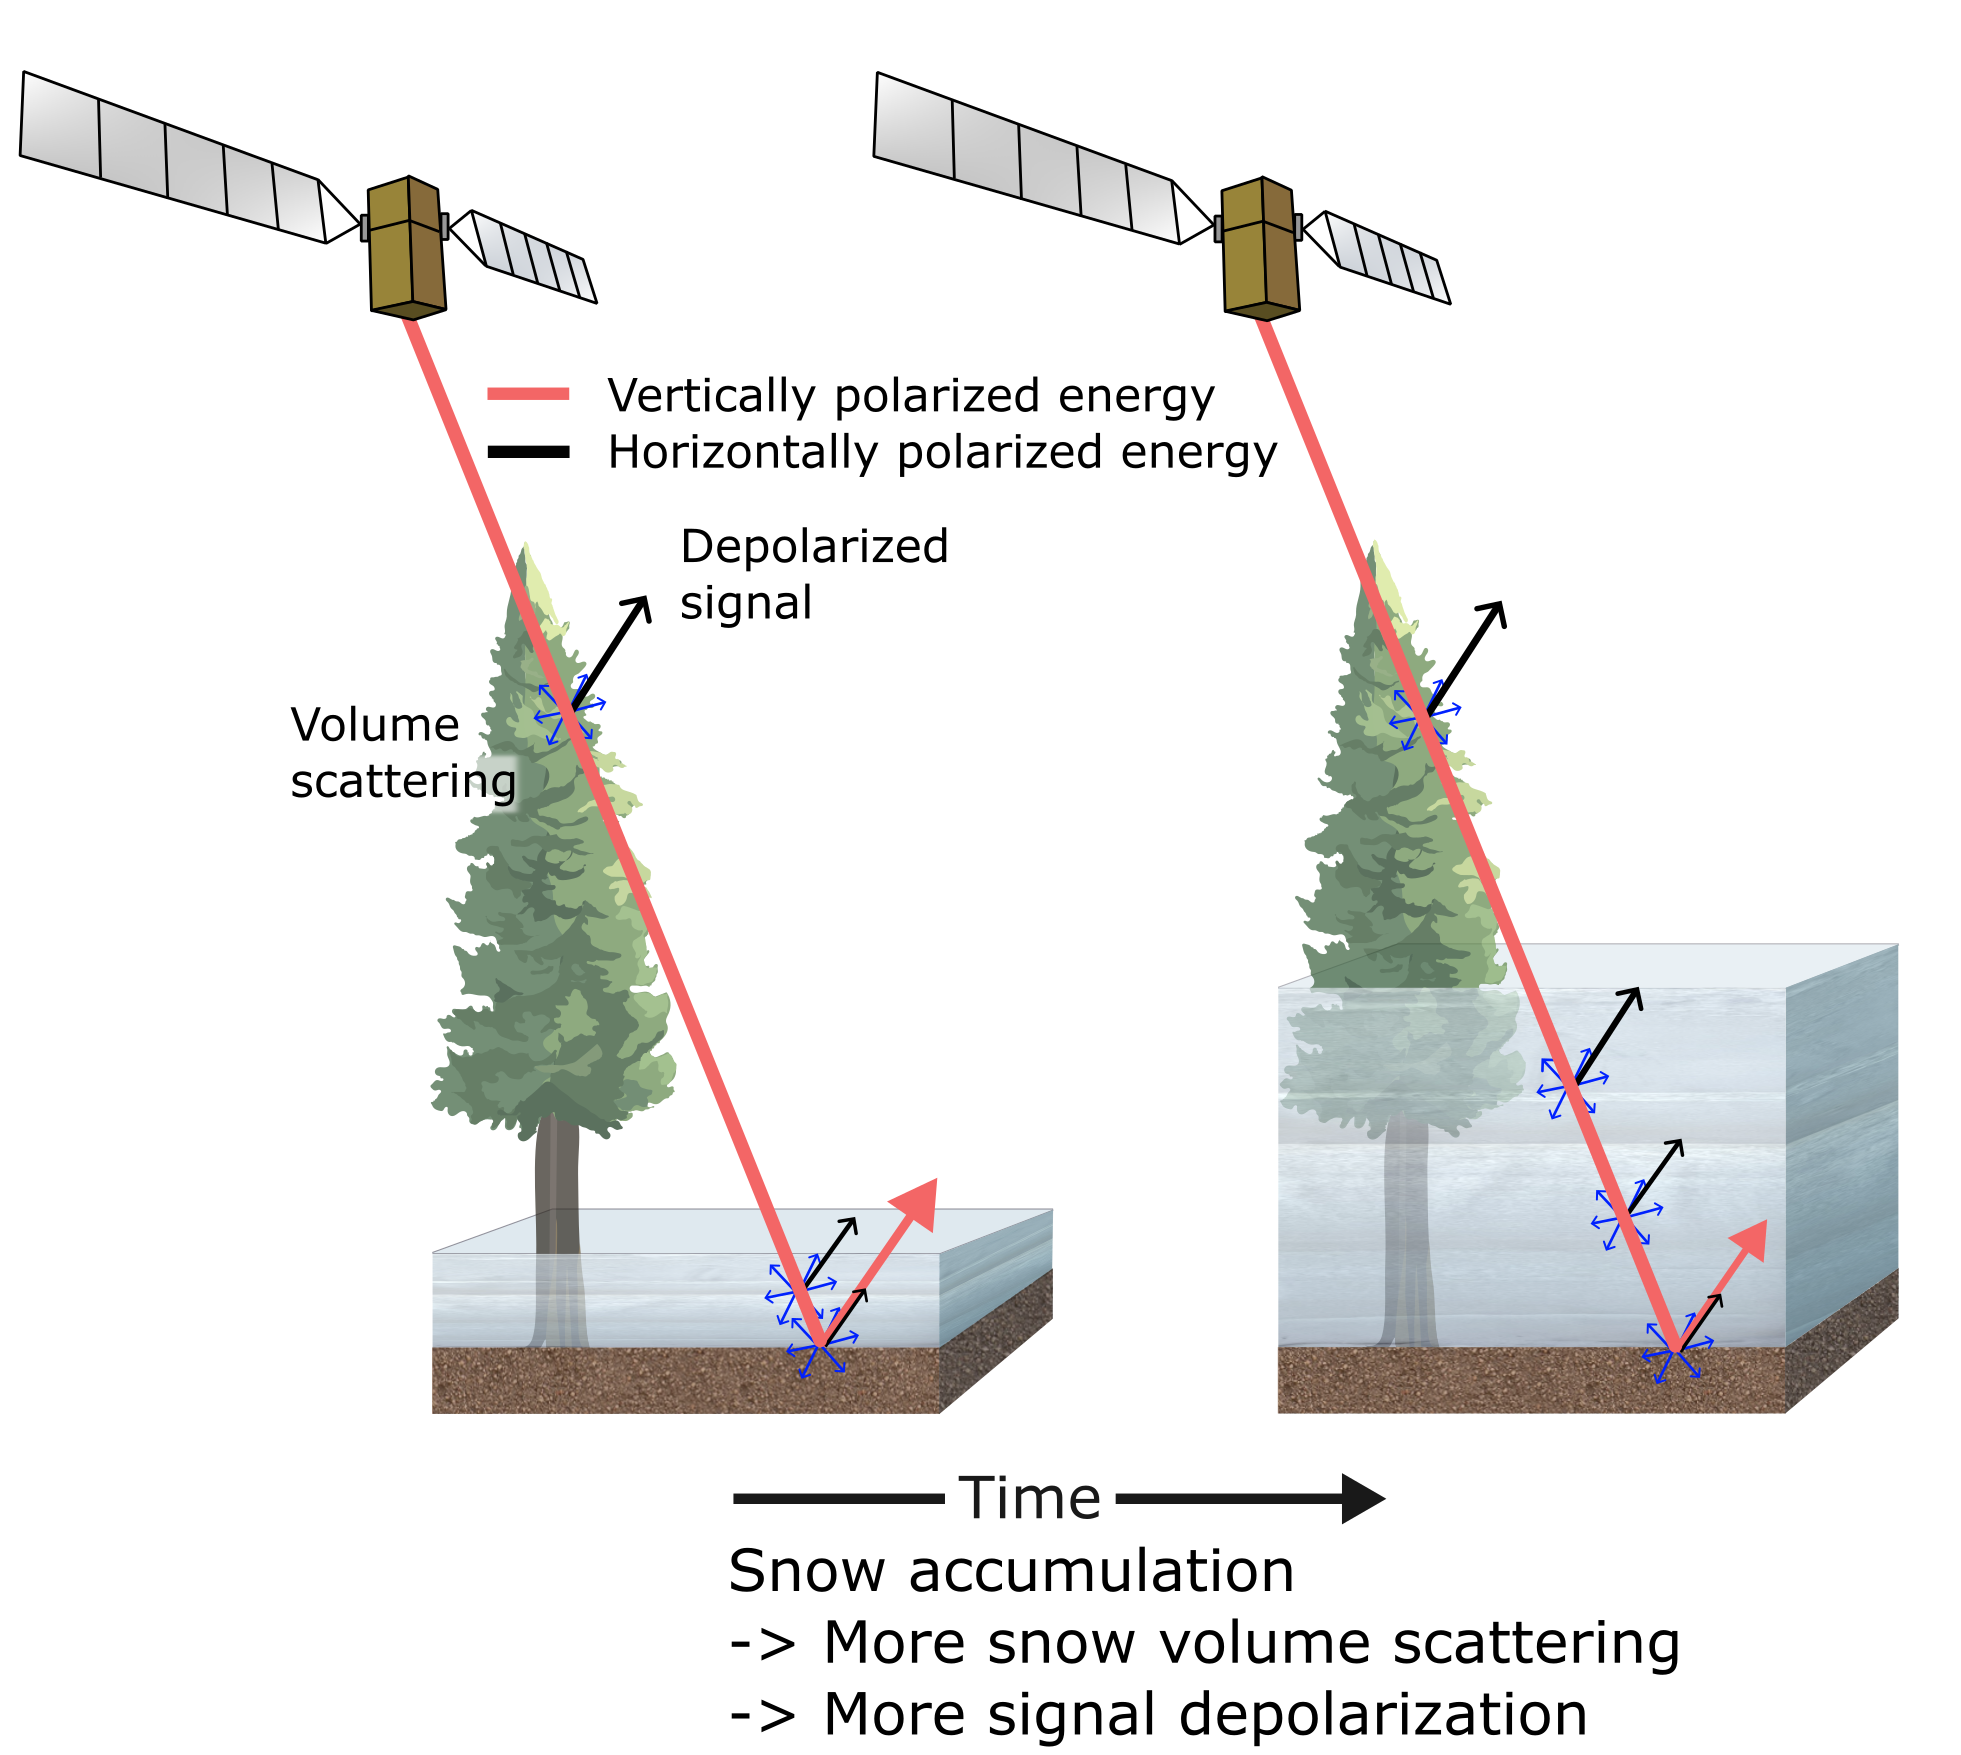 Vertically polarized energy
Horizontally polarized energy
Depolarized
signal
Volume
scattering
Time
Snow accumulation
-> More snow volume scattering
-> More signal depolarization